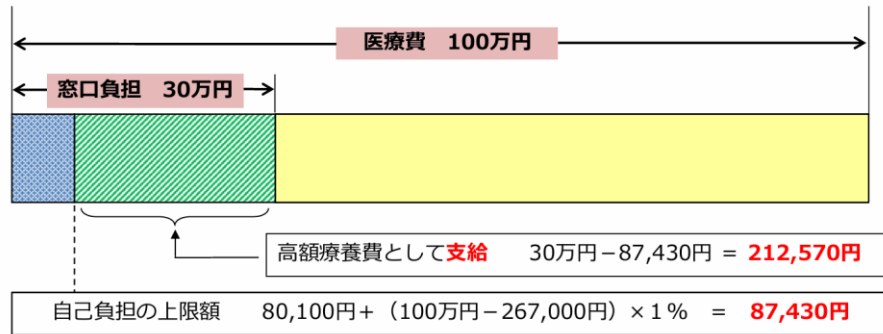 医療費　100万円
窓口負担　30万円
高額療養費として支給　30万円－87,430円 = 212,570円
自己負担の上限額　80,100円＋（100万円－267,000円）×1％　=　87,430円